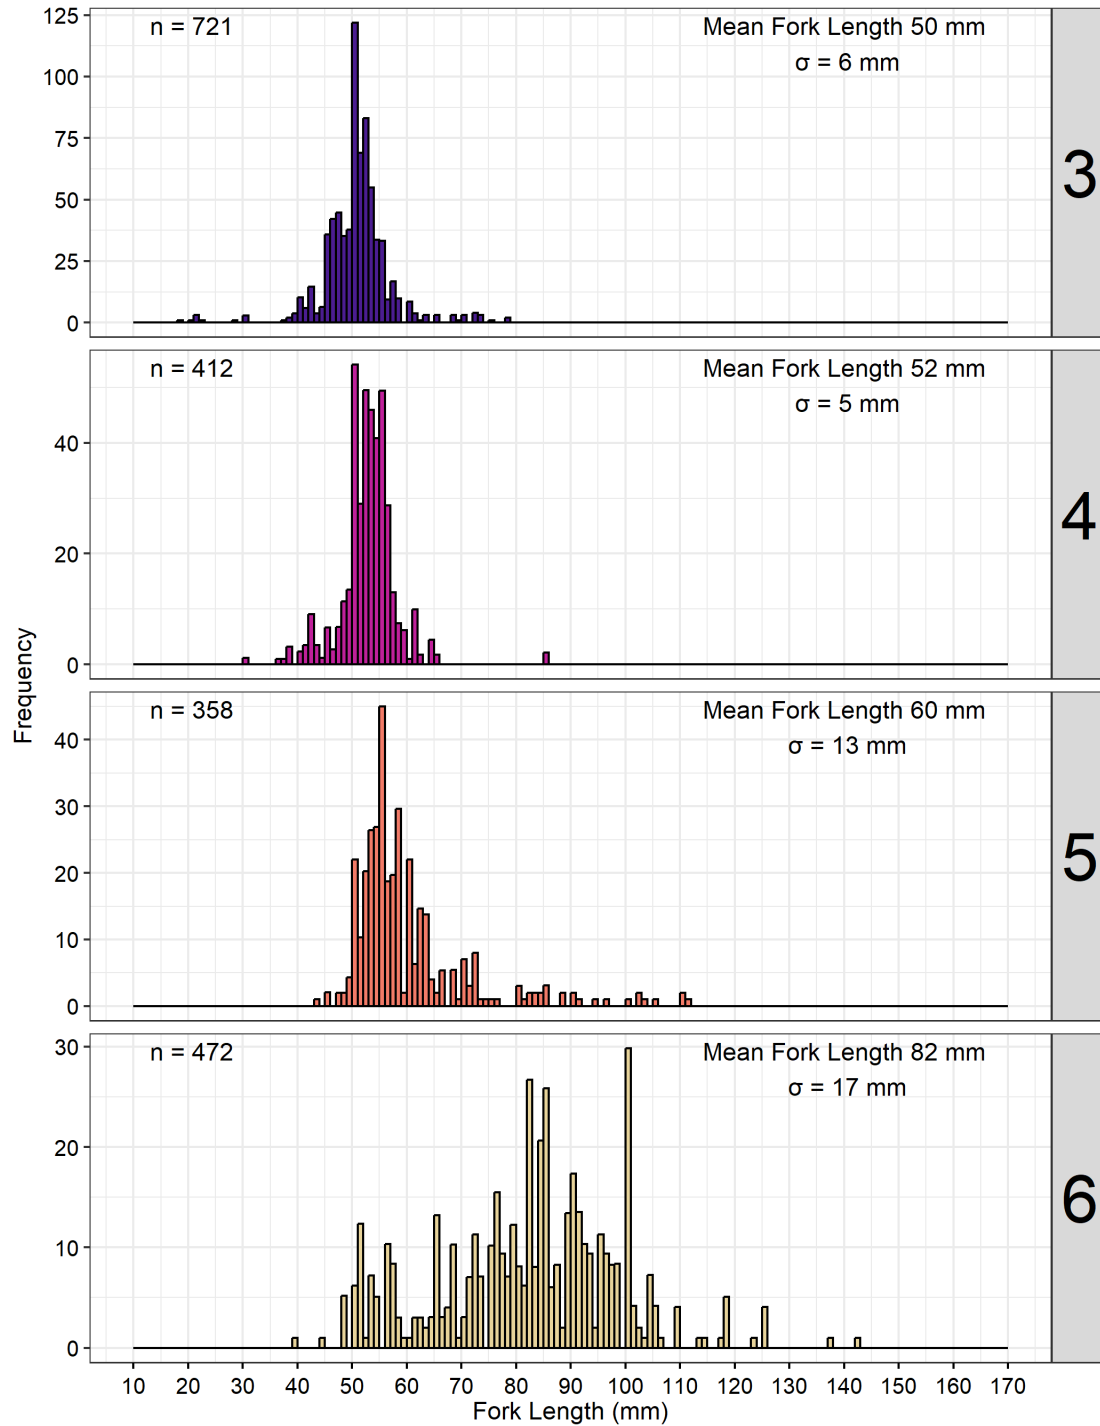 n = 721
Mean Fork Length 50 mm
σ = 6 mm
125
100
75
50
25
0
3
n = 412
Mean Fork Length 52 mm
σ = 5 mm
40
20
0
4
Frequency
n = 358
Mean Fork Length 60 mm
σ = 13 mm
40
30
20
10
0
5
n = 472
Mean Fork Length 82 mm
σ = 17 mm
30
20
10
0
6
10 20 30 40 50 60 70 80 90 100 110 120 130 140 150 160 170
Fork Length (mm)